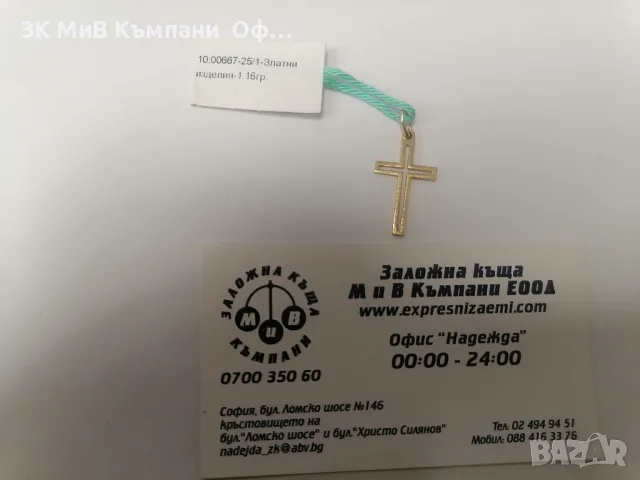 ЗК МиВ Къмпани Оф...
10:00667-25/1-Златни
изделия-1.16гр.
ЗАЛОЖНА КЪЩА
М и В
КЪМПАНИ
0700 350 60
Заложна къща
М и В Къмпани ЕООД
www.expresnizaemi.com
Офис "Надежда"
00:00 - 24:00
София, бул. Ломско шосе №146
кръстовището на
бул."Ломско шосе" и бул."Христо Силянов"
nadejda_zk@abv.bg
Тел: 02 494 94 51
Мобил: 088 416 33 76
BAZAR